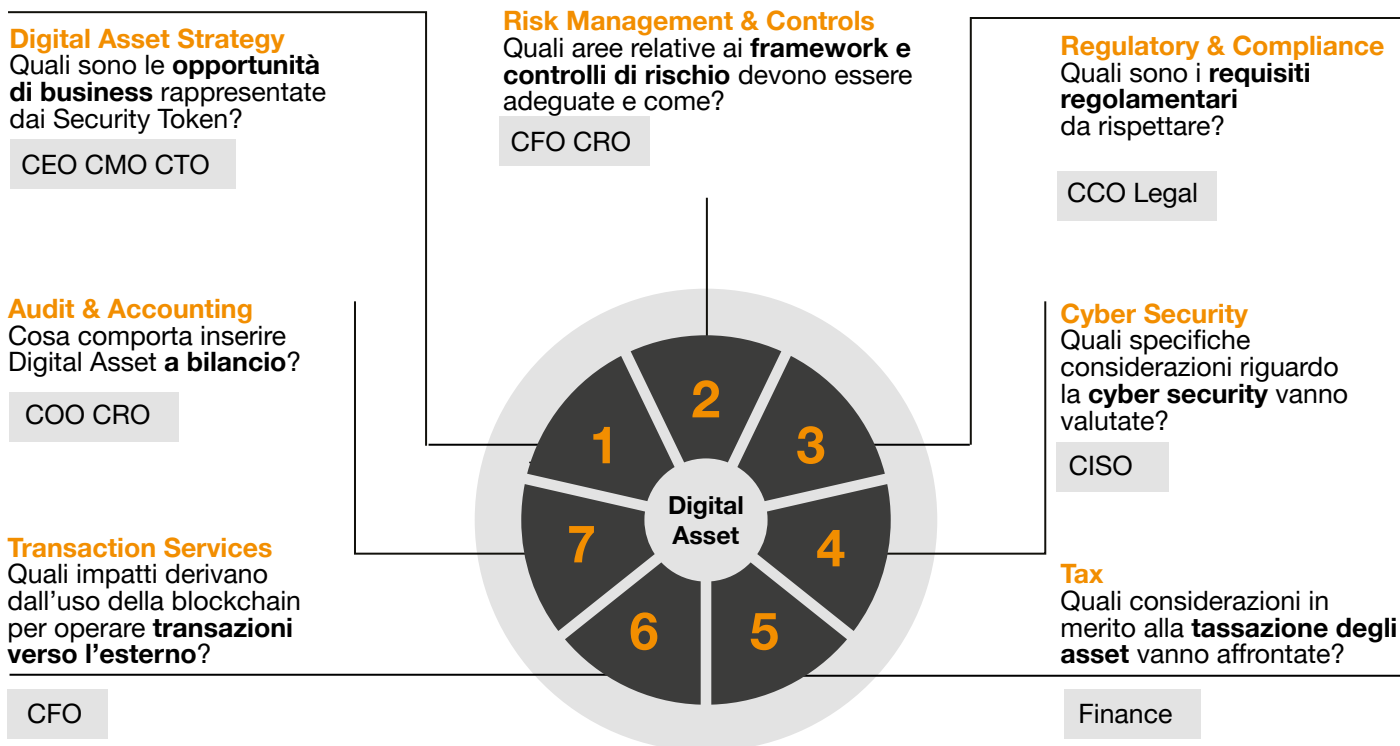 Digital Asset Strategy
Quali sono le opportunità
di business rappresentate
dai Security Token?
CEO CMO CTO
Risk Management & Controls
Quali aree relative ai framework e
controlli di rischio devono essere
adeguate e come?
CFO CRO
Regulatory & Compliance
Quali sono i requisiti
regolamentari
da rispettare?
CCO Legal
Audit & Accounting
Cosa comporta inserire
Digital Asset a bilancio?
COO CRO
Cyber Security
Quali specifiche
considerazioni riguardo
la cyber security vanno
valutate?
CISO
Transaction Services
Quali impatti derivano
dall'uso della blockchain
per operare transazioni
verso l'esterno?
CFO
Tax
Quali considerazioni in
merito alla tassazione degli
asset vanno affrontate?
Finance
1
2
3
4
5
6
7
Digital
Asset